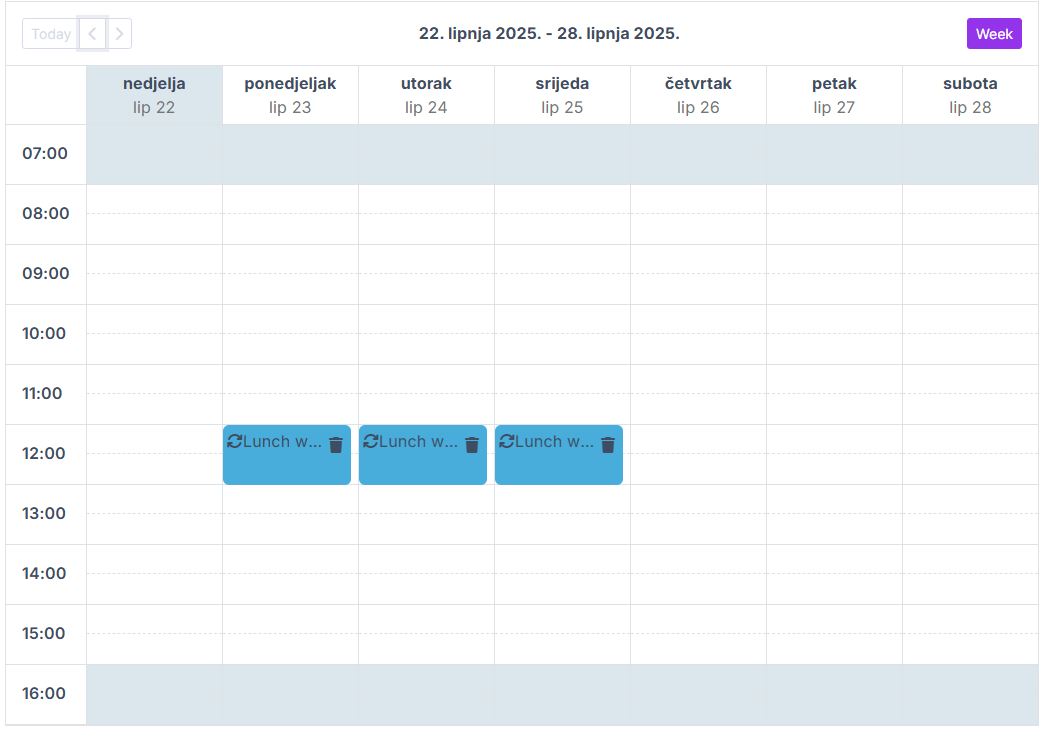 Today
22. lipnja 2025. - 28. lipnja 2025.
Week
nedjelja ponedjeljak utorak srijeda četvrtak petak subota
lip 22 lip 23 lip 24 lip 25 lip 26 lip 27 lip 28
07:00
08:00
09:00
10:00
11:00
12:00
Lunch w... Lunch w... Lunch w...
13:00
14:00
15:00
16:00